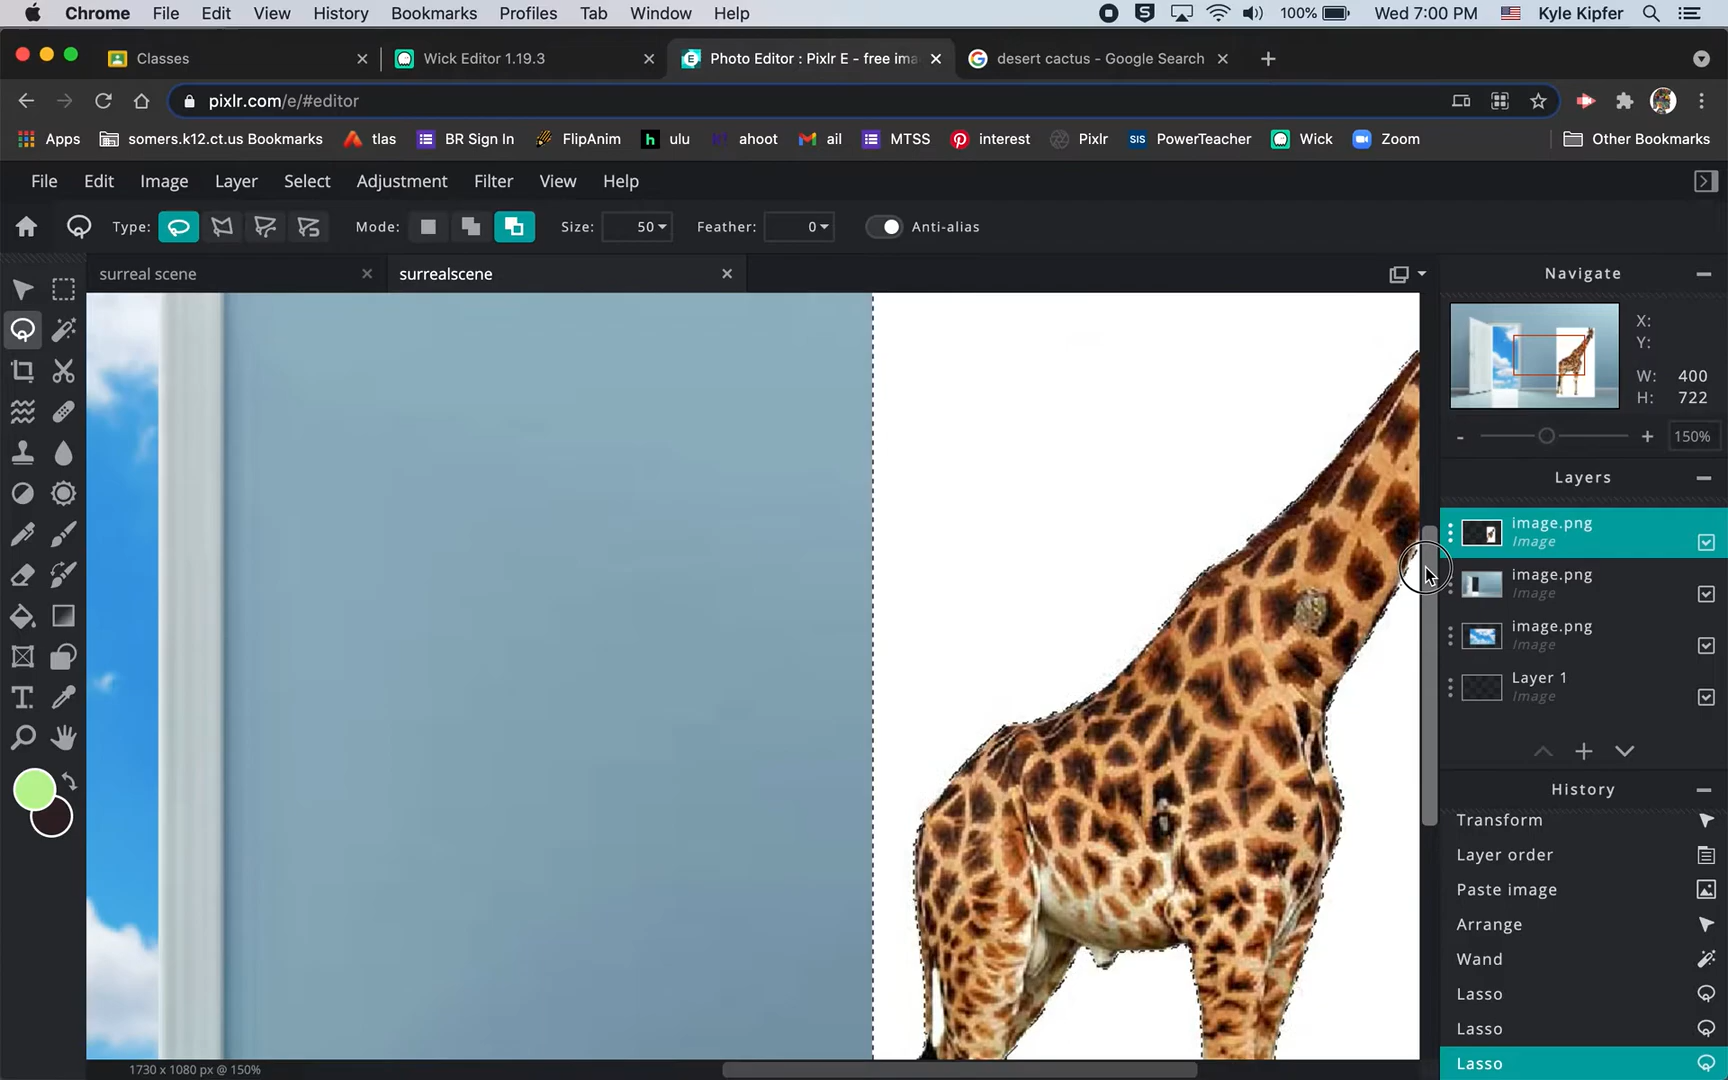 Chrome File Edit View History Bookmarks Profiles Tab Window Help 100% Wed 7:00 PM Kyle Kipfer
Classes Wick Editor 1.19.3 Photo Editor : Pixlr E - free ima desert cactus - Google Search
pixlr.com/e/#editor
Apps somers.k12.ct.us Bookmarks tlas BR Sign In FlipAnim ulu ahoot ail MTSS interest Pixlr PowerTeacher Wick Zoom Other Bookmarks
File Edit Image Layer Select Adjustment Filter View Help
Type: Mode: Size: 50 Feather: 0 Anti-alias
surreal scene surrealscene Navigate
X:
Y:
W: 400
H: 722
- + 150%
Layers
image.png
Image
image.png
Image
image.png
Image
Layer 1
Image
History
Transform
Layer order
Paste image
Arrange
Wand
Lasso
Lasso
Lasso
1730 x 1080 px @ 150%